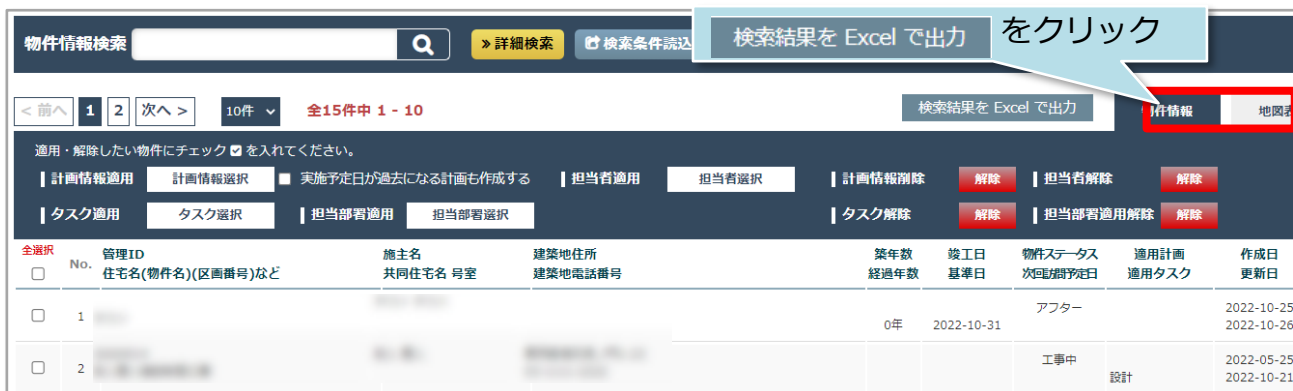 物件情報検索
»詳細検索
検索条件読込
検索結果を Excel で出力 をクリック
< 前へ 1 2 次へ > 10件 全15件中 1 - 10
検索結果を Excel で出力
物件情報
地図表
適用・解除したい物件にチェック☑を入れてください。
計画情報適用 計画情報選択 実施予定日が過去になる計画も作成する 担当者適用 担当者選択 計画情報削除 解除 担当者解除 解除
タスク適用 タスク選択 担当部署適用 担当部署選択 タスク解除 解除 担当部署適用解除 解除
全選択 No. 管理ID 施主名 建築地住所 築年数 竣工日 物件ステータス 適用計画 作成日
住宅名(物件名)(区画番号)など 共同住宅名 号室 建築地電話番号 経過年数 基準日 次回訪問予定日 適用タスク 更新日
1 アフター 2022-10-25
0年 2022-10-31 2022-10-26
2 工事中 2022-05-25
設計 2022-10-21